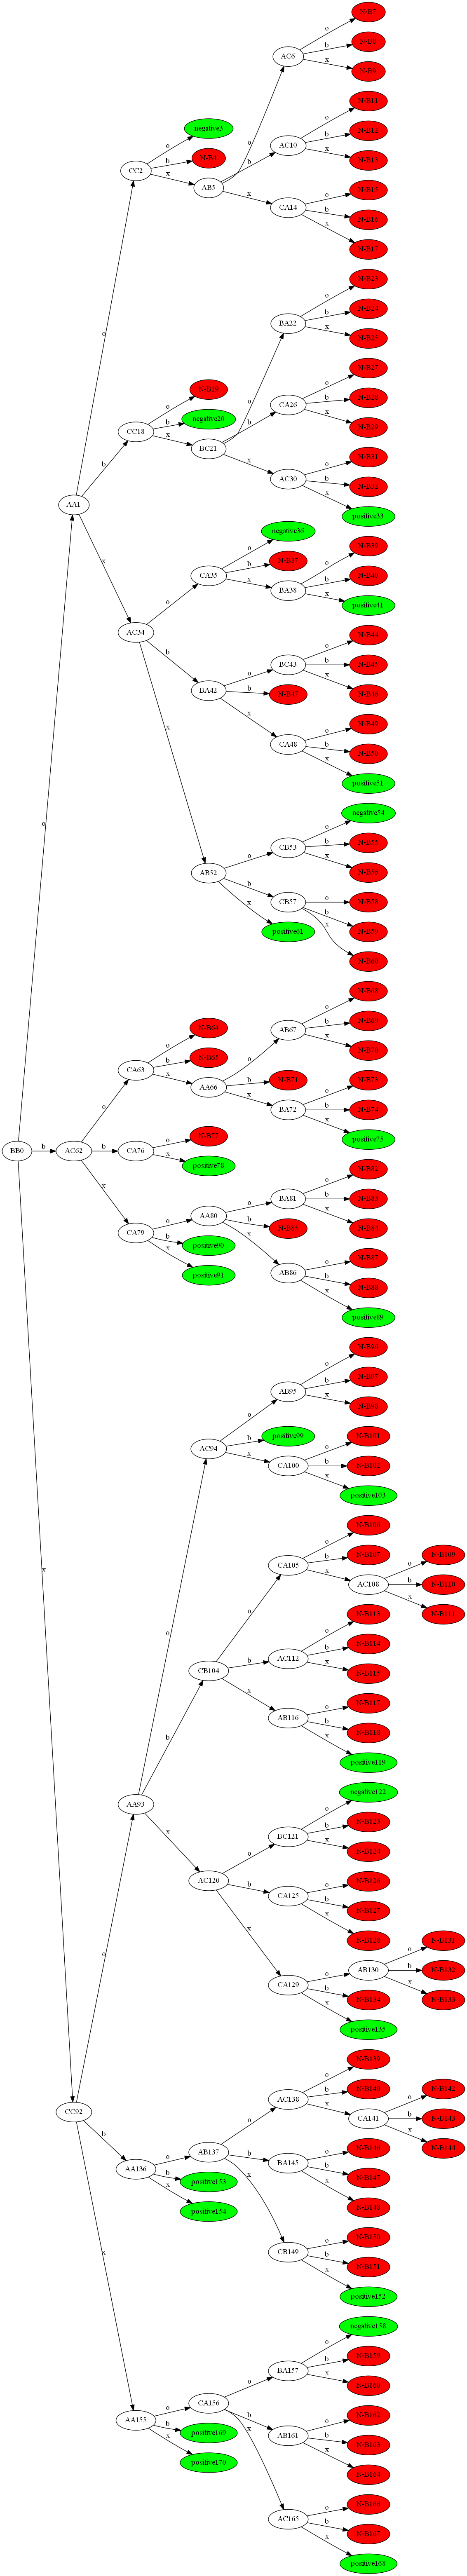 BB0
o AA1
o CC2
o negative3
b N-B4
x AB5
o AC6
o N-B7
b N-B8
x N-B9
b AC10
o N-B11
b N-B12
x N-B13
x CA14
o N-B15
b N-B16
x N-B17
b CC18
o N-B19
b negative20
x BC21
o BA22
o N-B23
b N-B24
x N-B25
b CA26
o N-B27
b N-B28
x N-B29
x AC30
o N-B31
b N-B32
x positive33
x AC34
o CA35
o negative36
b N-B37
x BA38
o N-B39
b N-B40
x positive41
b BA42
o BC43
o N-B44
b N-B45
x N-B46
b N-B47
x CA48
o N-B49
b N-B50
x positive51
x AB52
o CB53
o negative54
b N-B55
x N-B56
b CB57
o N-B58
b N-B59
x N-B60
x positive61
b AC62
o CA63
o N-B64
b N-B65
x AA66
o AB67
o N-B68
b N-B69
x N-B70
b N-B71
x BA72
o N-B73
b N-B74
x positive75
b CA76
o N-B77
x positive78
x CA79
o AA80
o BA81
o N-B82
b N-B83
x N-B84
b N-B85
x AB86
o N-B87
b N-B88
x positive89
b positive90
x positive91
x CC92
o AA93
o AC94
o AB95
o N-B96
b N-B97
x N-B98
b positive99
x CA100
o N-B101
b N-B102
x positive103
b CB104
o CA105
o N-B106
b N-B107
x AC108
o N-B109
b N-B110
x N-B111
b AC112
o N-B113
b N-B114
x N-B115
x AB116
o N-B117
b N-B118
x positive119
x AC120
o BC121
o negative122
b N-B123
x N-B124
b CA125
o N-B126
b N-B127
x N-B128
x CA129
o AB130
o N-B131
b N-B132
x N-B133
b N-B134
x positive135
b AA136
o AB137
o AC138
o N-B139
b N-B140
x CA141
o N-B142
b N-B143
x N-B144
b BA145
o N-B146
b N-B147
x N-B148
x CB149
o N-B150
b N-B151
x positive152
b positive153
x positive154
x AA155
o CA156
o BA157
o negative158
b N-B159
x N-B160
b AB161
o N-B162
b N-B163
x N-B164
x AC165
o N-B166
b N-B167
x positive168
b positive169
x positive170